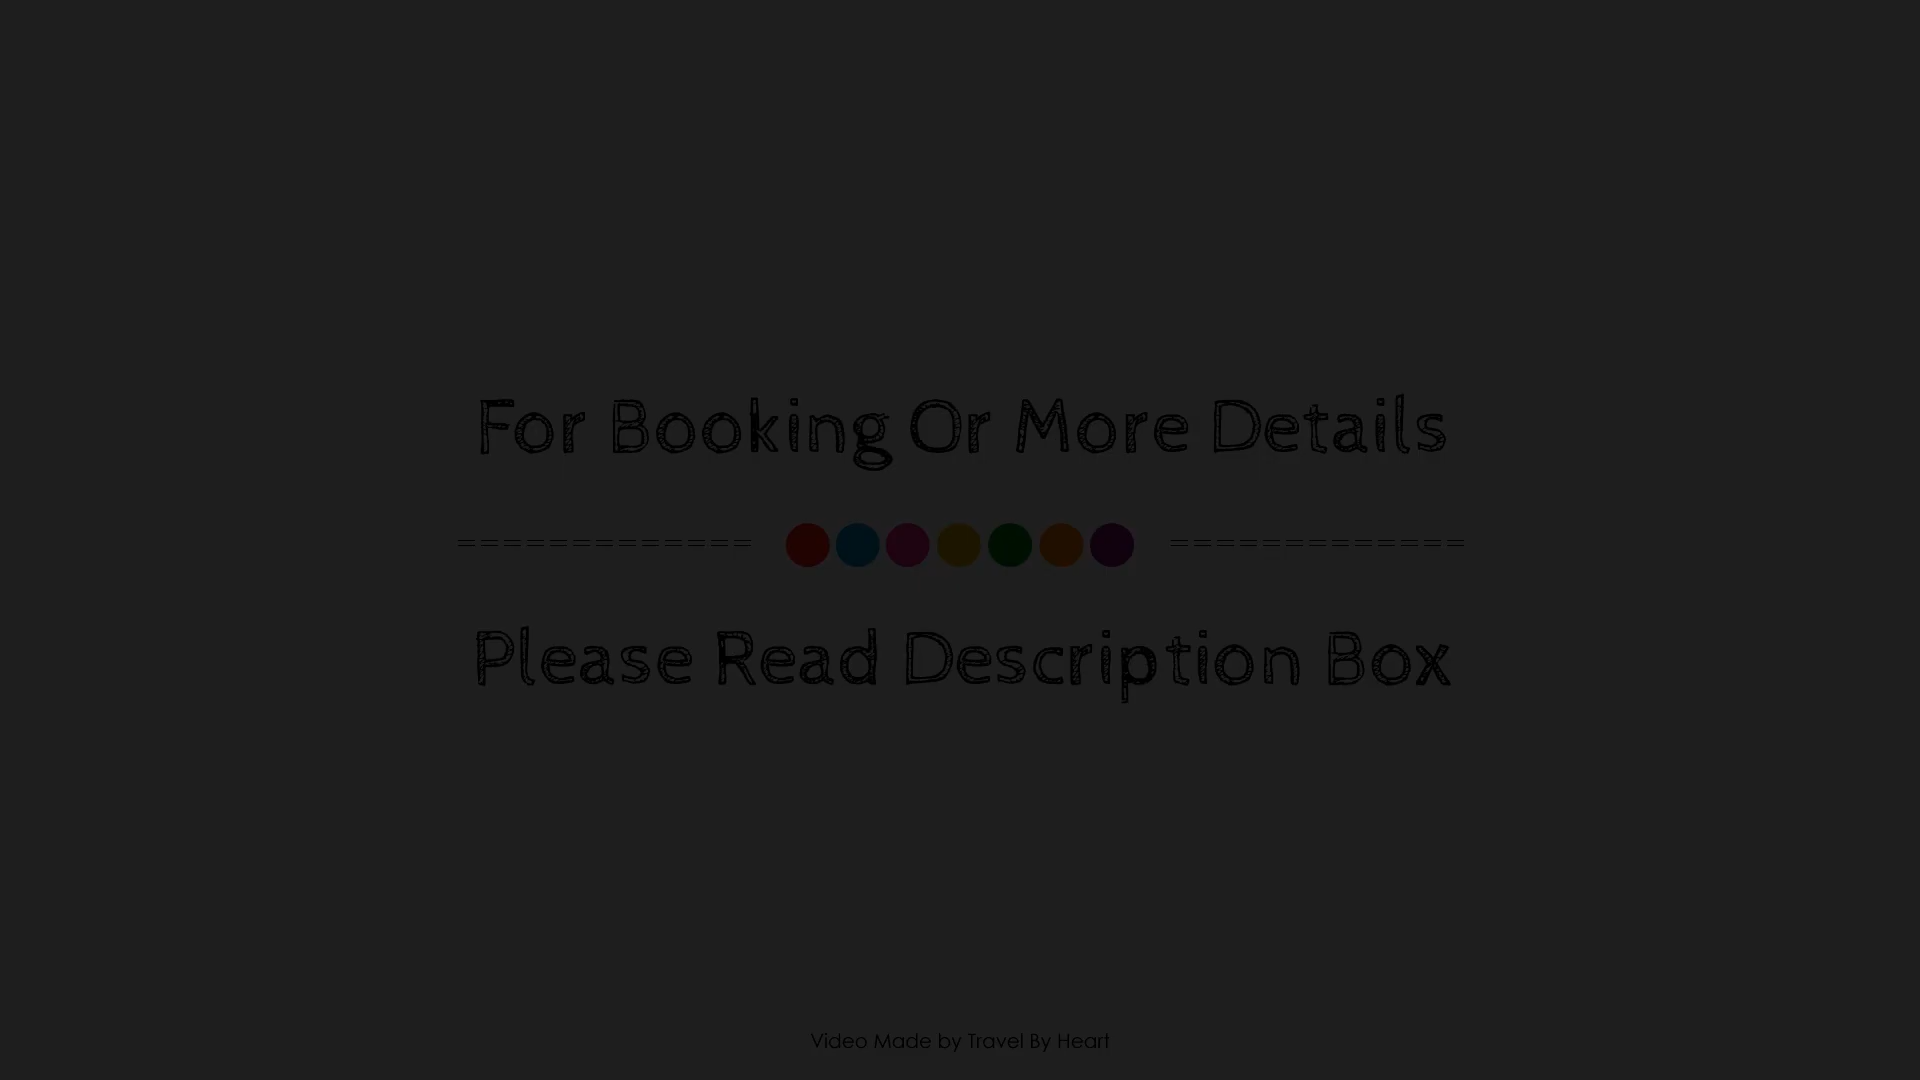 For Booking Or More Details
============= =============
Please Read Description Box
Video Made by Travel By Heart